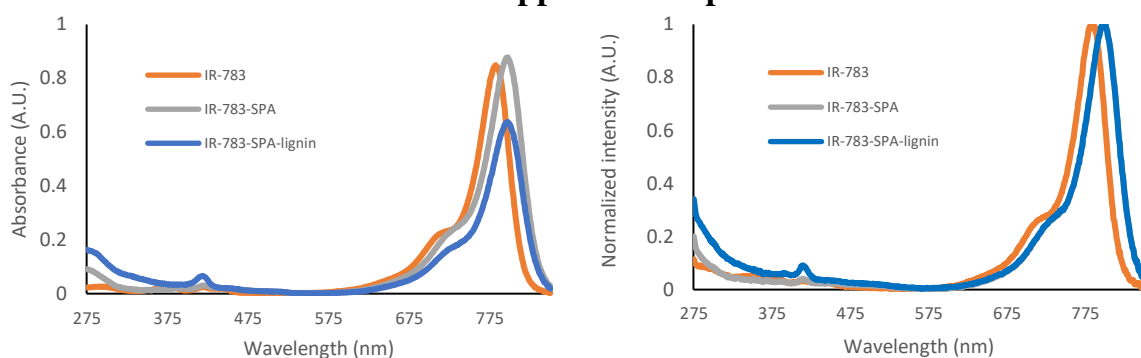 1
0.8
0.6
0.4
0.2
0
Absorbance (A.U.)
IR-783
IR-783-SPA
IR-783-SPA-lignin
275 375 475 575 675 775
Wavelength (nm)
1
0.8
0.6
0.4
0.2
0
Normalized intensity (A.U.)
IR-783
IR-783-SPA
IR-783-SPA-lignin
275 375 475 575 675 775
Wavelength (nm)